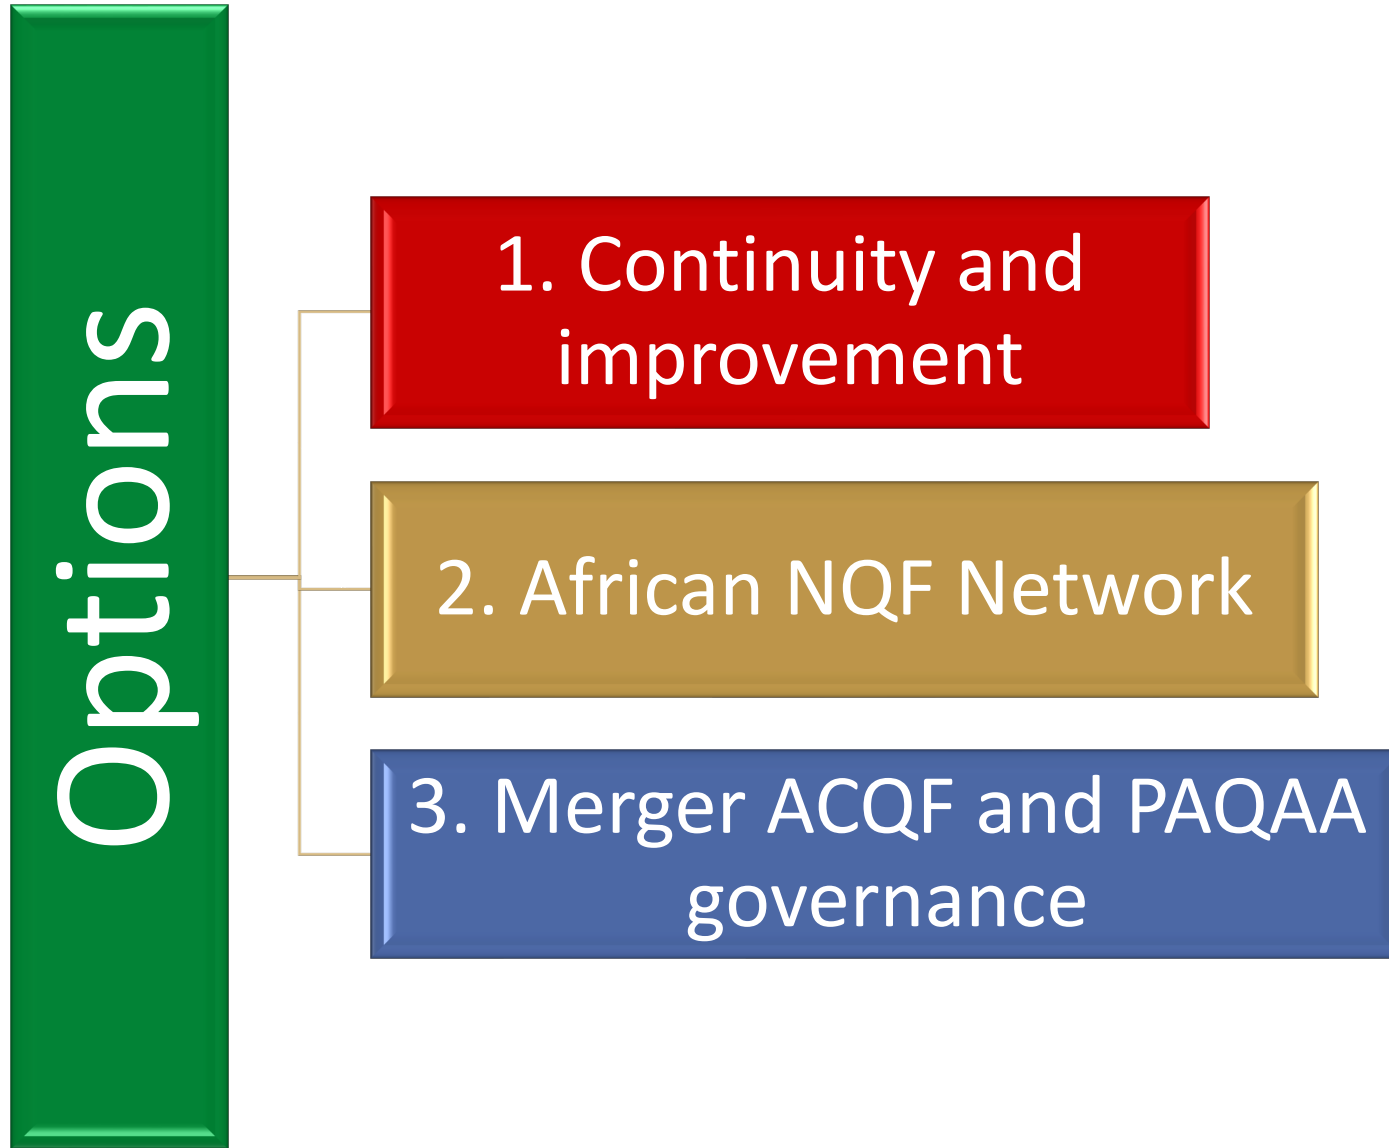 Options
1. Continuity and
improvement
2. African NQF Network
3. Merger ACQF and PAQAA
governance